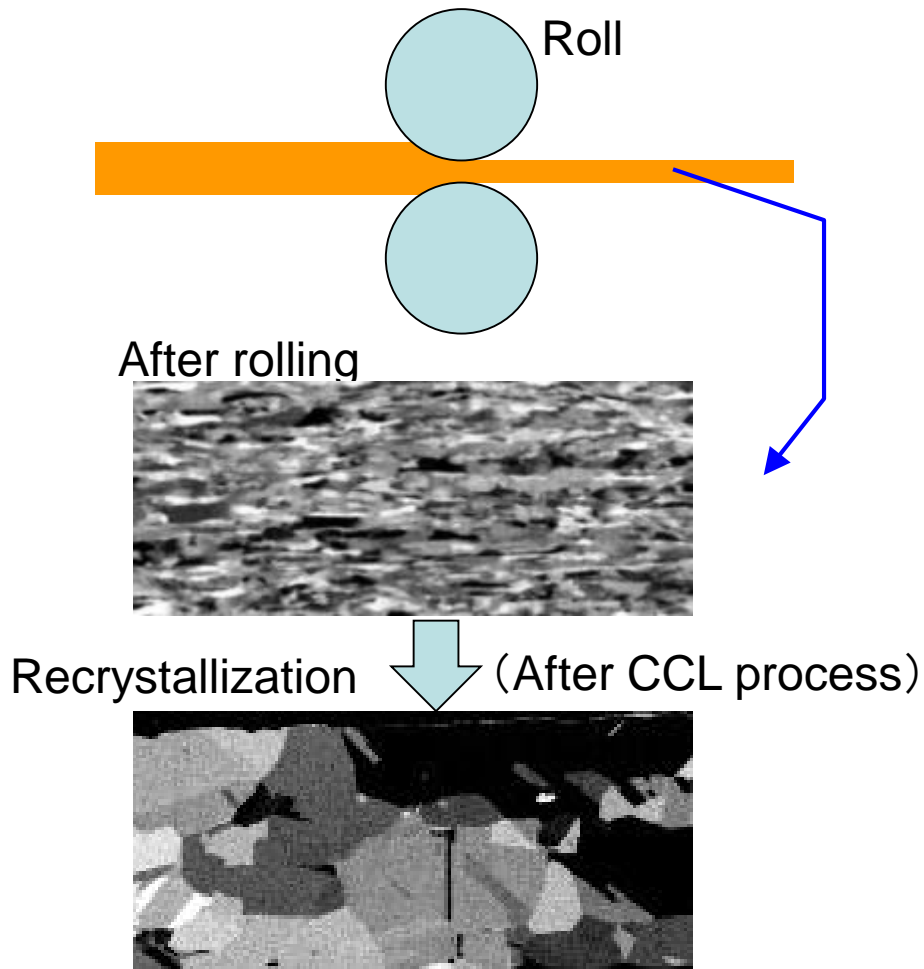 Roll
After rolling
Recrystallization （After CCL process）